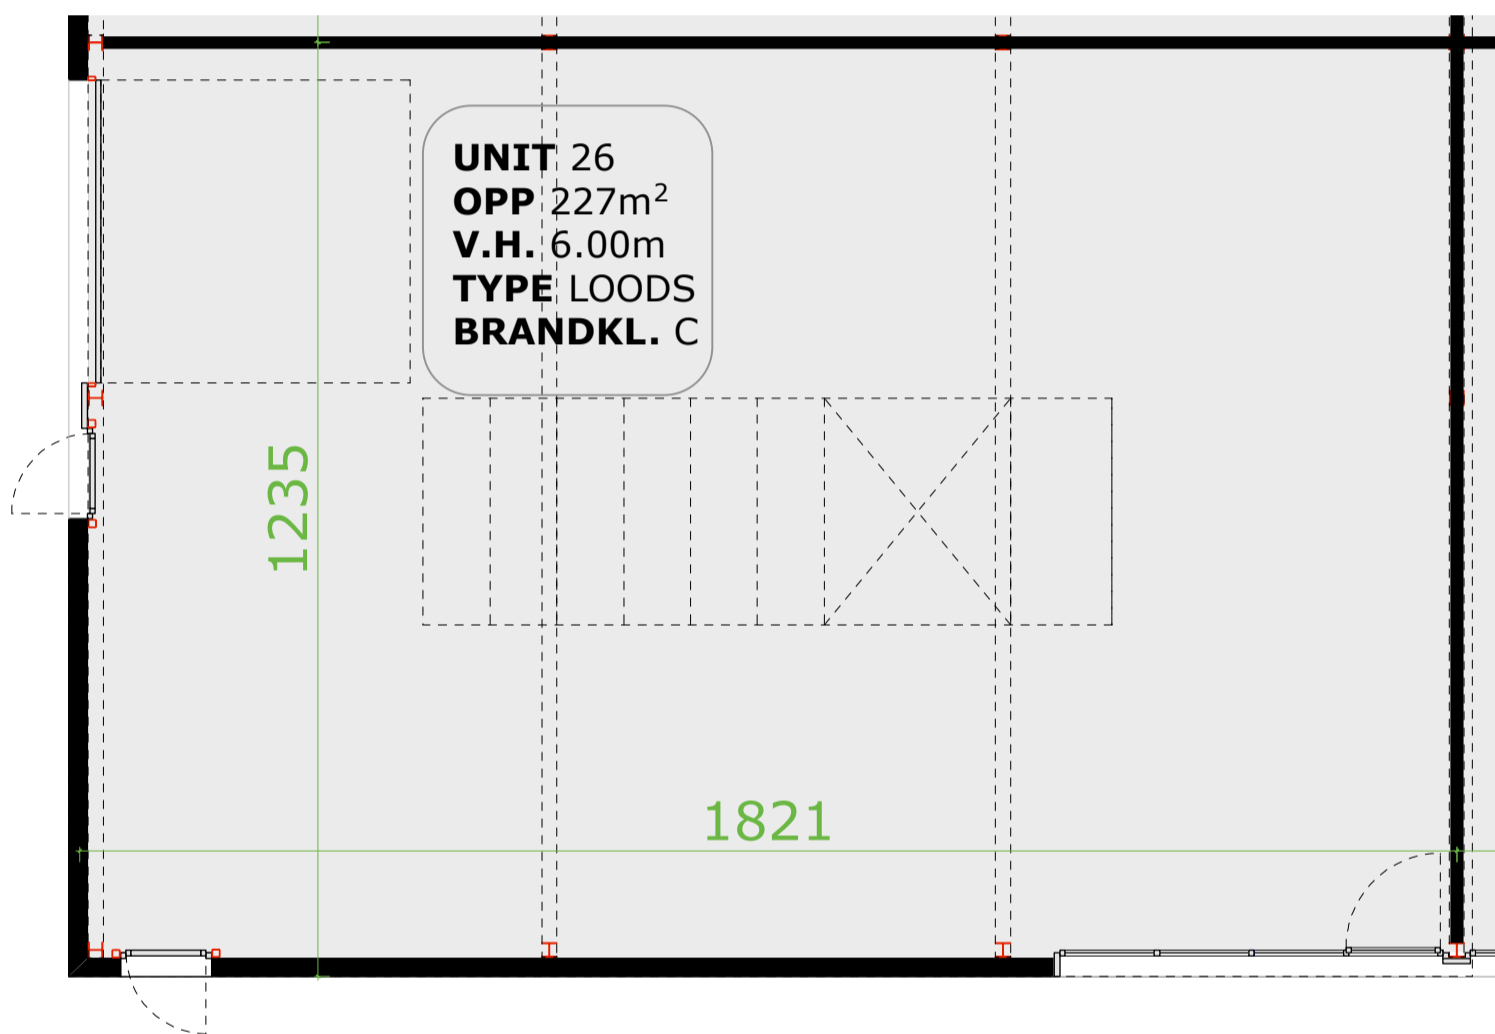 UNIT 26
OPP 227m²
V.H. 6.00m
TYPE LOODS
BRANDKL. C
1235
1821